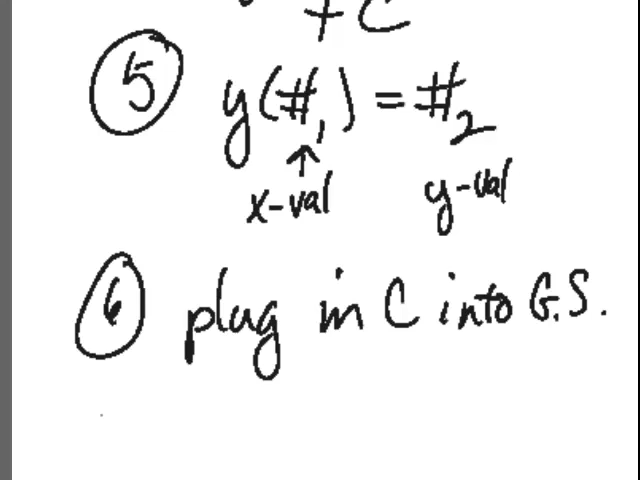 + C
5 y(#1) = #2
↑
x-val y-val
6 plug in C into G.S.